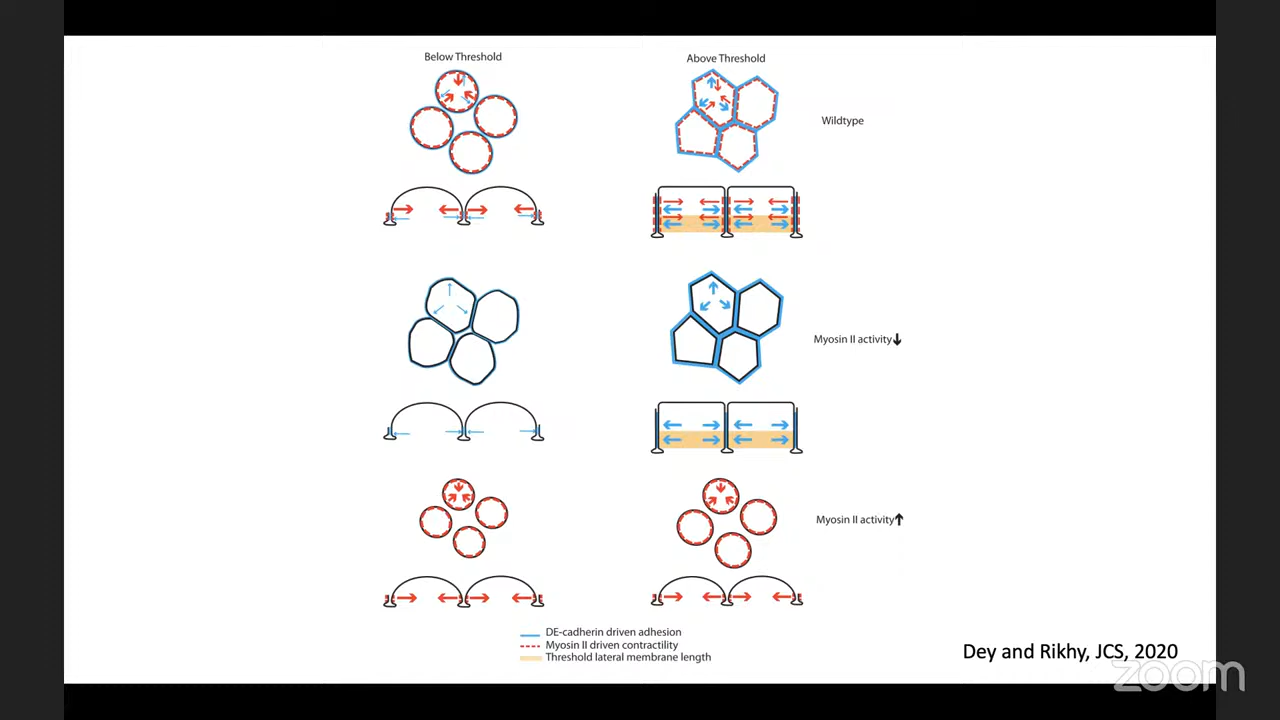 Below Threshold
Above Threshold
Wildtype
Myosin II activity
Myosin II activity
DE-cadherin driven adhesion
Myosin II driven contractility
Threshold lateral membrane length
Dey and Rikhy, JCS, 2020
zoom